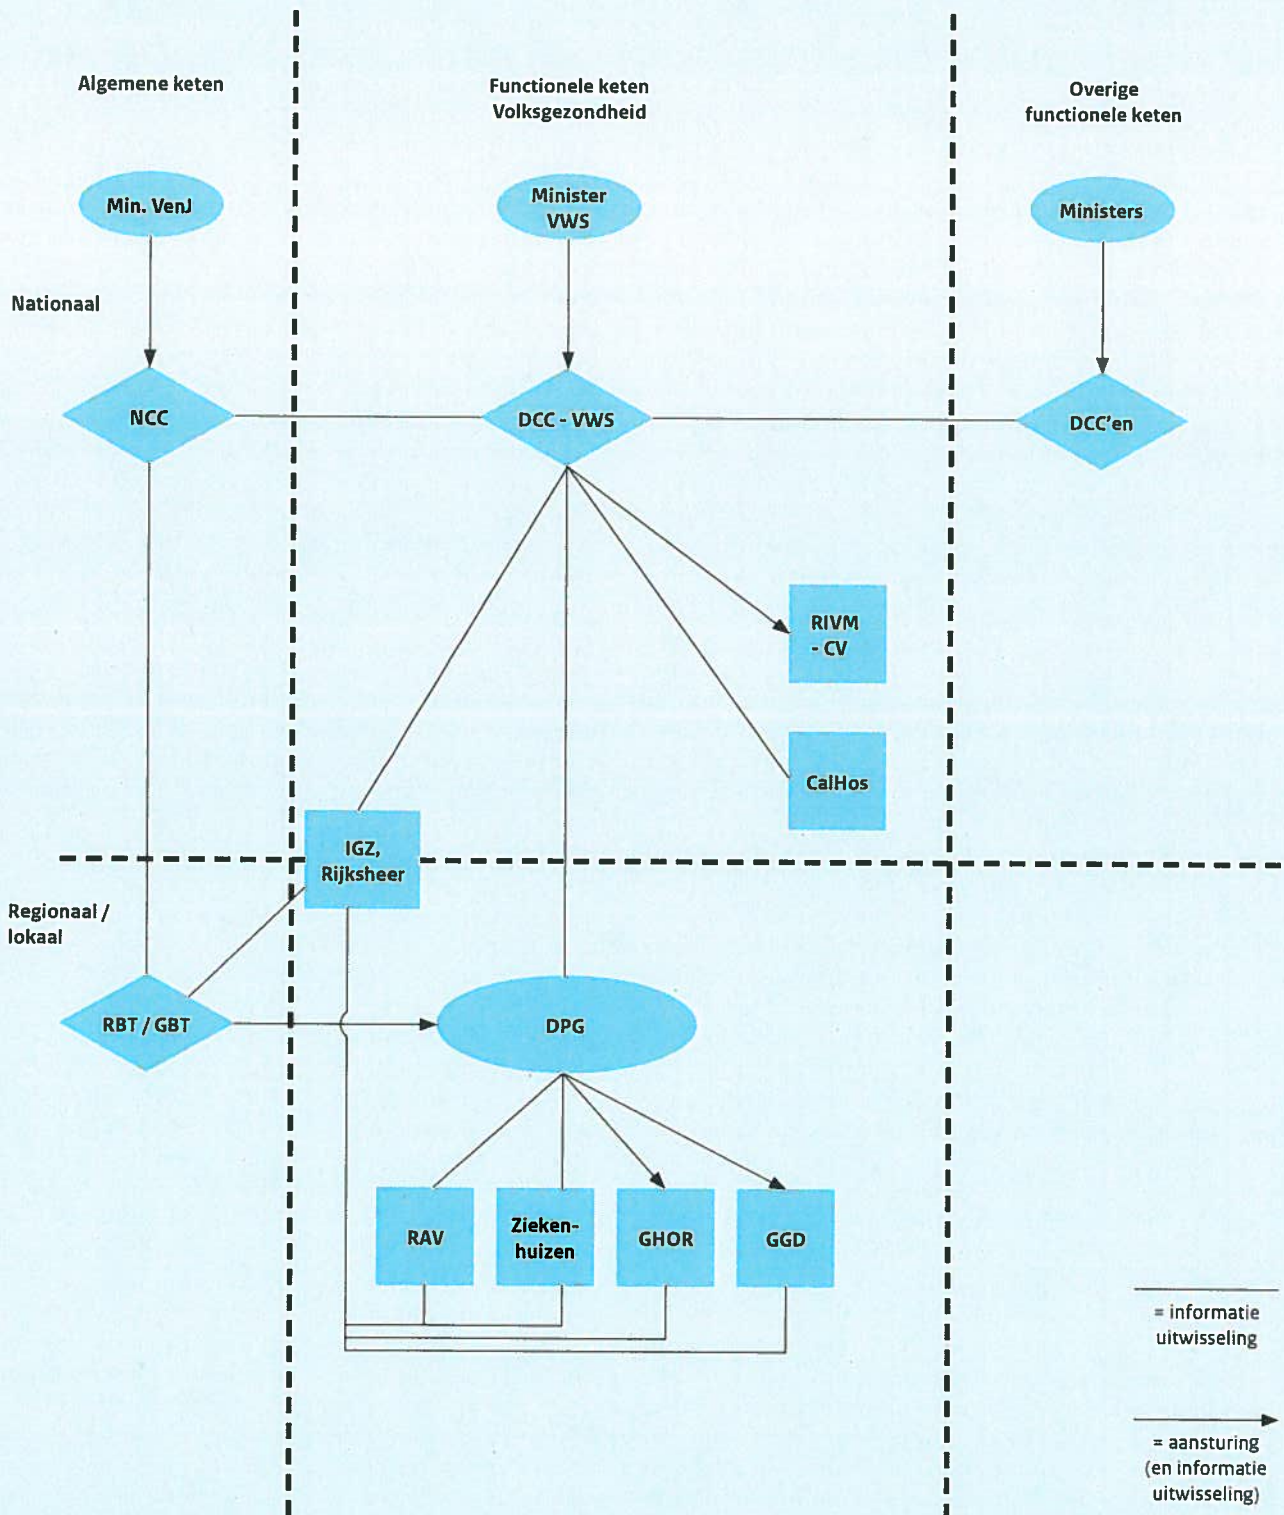 Algemene keten
Functionele keten
Volksgezondheid
Overige
functionele keten
Min. VenJ
Minister
VWS
Ministers
Nationaal
NCC
DCC - VWS
DCC'en
RIVM
- CV
CalHos
IGZ,
Rijksheer
Regionaal /
lokaal
RBT / GBT
DPG
RAV
Zieken-
huizen
GHOR
GGD
= informatie
uitwisseling
= aansturing
(en informatie
uitwisseling)